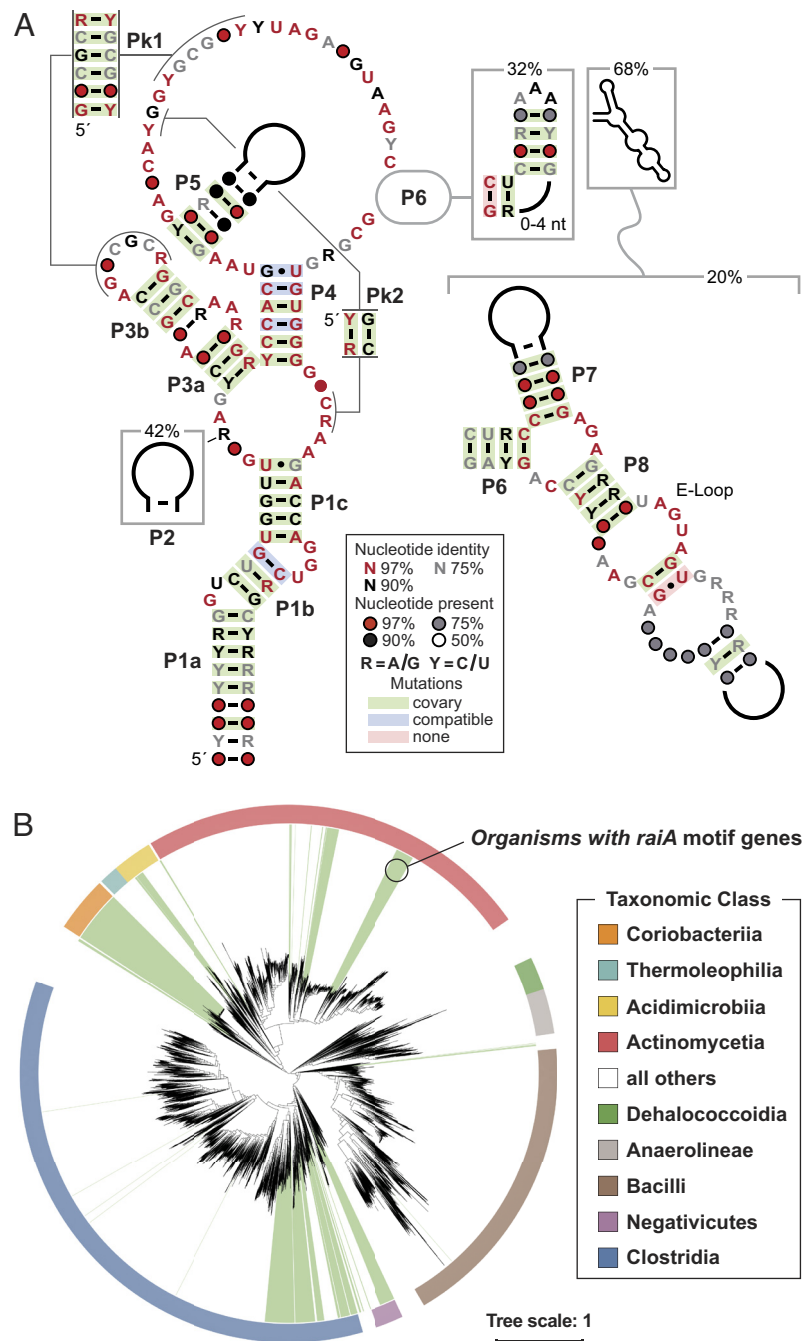 A
Pk1
R Y
C G
G C
C G
G Y
5´
Y G G Y Y G C G Y Y U A G A G U A A G Y C
32%
A A A
R Y
C G
C U
G R
0-4 nt
68%
P6
P5
Y A C A G
R
Y G
A A U G U
G C G R G
P4
C G
A U
C G
C G
Y G
Pk2
5´ Y G
R C
20%
C G C R
G A C C G
G G C A A R
P3b
P3a
A C Y
G R
G A R
G C R A A
42%
P2
G U G
U A
U A
G C
G C
U A
P1c
G G U C
U C U G
G R C
P1b
G
P1a
G C
R Y
Y R
Y R
Y R
5´
P7
C G
C U R C
G A Y G
P6
A G A G
A C C
P8
C G
C R
Y R
Y
U A G U A
E-Loop
A A G
C G
G U
A
G R R R
Y R
Nucleotide identity
N 97% N 75%
N 90%
Nucleotide present
97% 75%
90% 50%
R = A/G Y = C/U
Mutations
covary
compatible
none
B
Organisms with raiA motif genes
Taxonomic Class
Coriobacteriia
Thermoleophilia
Acidimicrobiia
Actinomycetia
all others
Dehalococcoidia
Anaerolineae
Bacilli
Negativicutes
Clostridia
Tree scale: 1